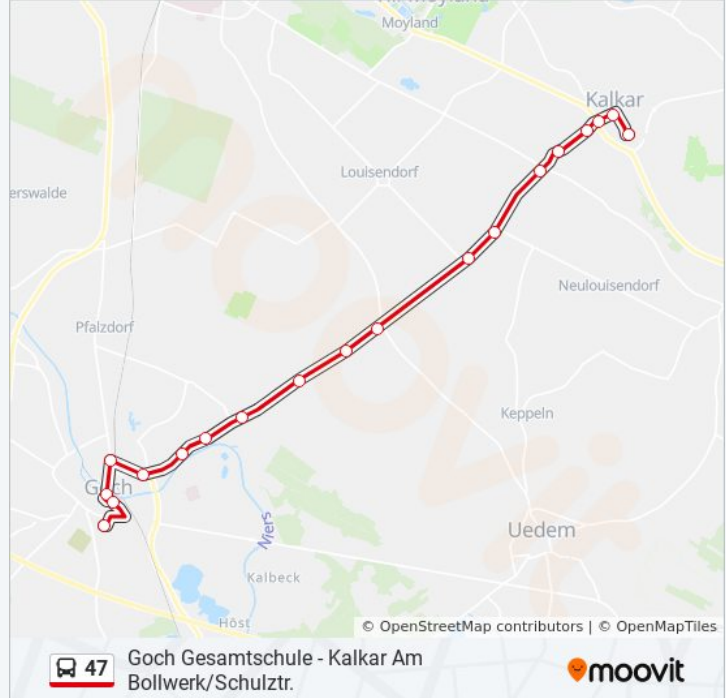 Moyland
Kalkar
Louisendorf
erswalde
Neulouisendorf
Pfalzdorf
Keppeln
Goch
Niers
Uedem
Kalbeck
Höst
© OpenStreetMap contributors | © OpenMapTiles
47
Goch Gesamtschule - Kalkar Am
Bollwerk/Schulztr.
moovit